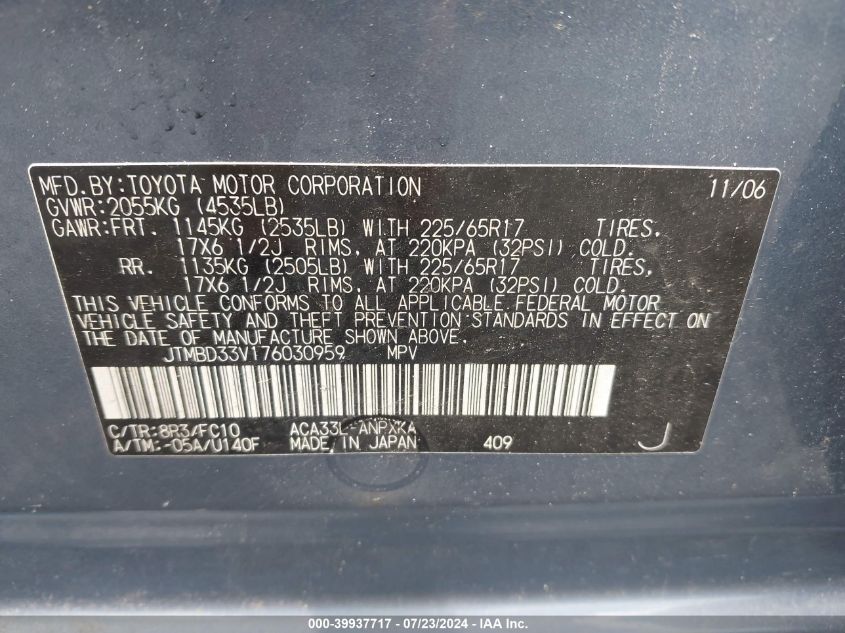 MFD.BY:TOYOTA MOTOR CORPORATION 11/06
GVWR:2055KG (4535LB)
GAWR:FRT. 1145KG (2535LB) WITH 225/65R17 TIRES,
17X6 1/2J RIMS, AT 220KPA (32PSI) COLD.
RR. 1135KG (2505LB) WITH 225/65R17 TIRES,
17X6 1/2J RIMS, AT 220KPA (32PSI) COLD.
THIS VEHICLE CONFORMS TO ALL APPLICABLE FEDERAL MOTOR
VEHICLE SAFETY AND THEFT PREVENTION STANDARDS IN EFFECT ON
THE DATE OF MANUFACTURE SHOWN ABOVE.
JTMBD33V176030959 MPV
C/TR:8R3/FC10 ACA33L-ANPXKA
A/TM:-05A/U140F MADE IN JAPAN 409 J
000-39937717 - 07/23/2024 - IAA Inc.